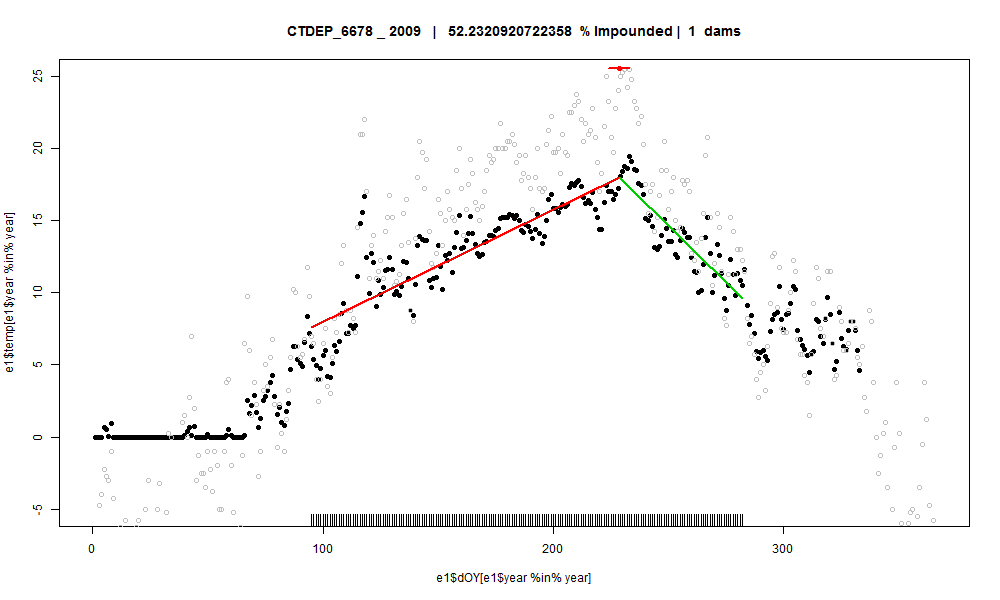 CTDEP_6678 _ 2009 | 52.2320920722358 % Impounded | 1 dams
e1$temp[e1$year %in% year]
25
20
15
10
5
0
-5
0 100 200 300
e1$dOY[e1$year %in% year]